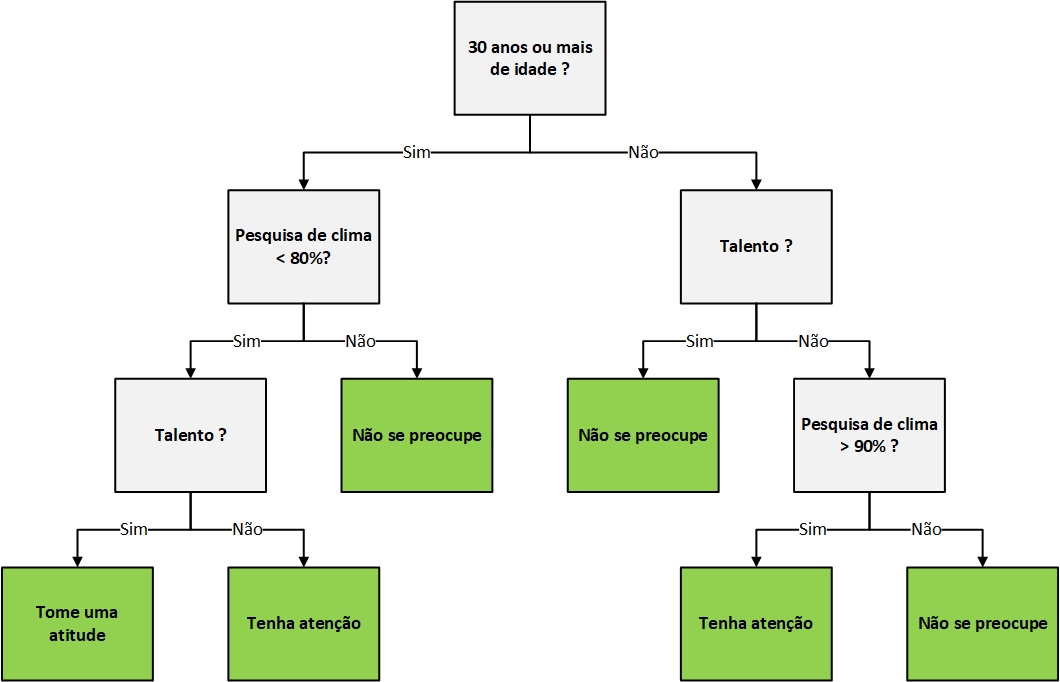 30 anos ou mais
de idade ?
Sim
Não
Pesquisa de clima
< 80%?
Talento ?
Sim
Não
Sim
Não
Talento ?
Não se preocupe
Não se preocupe
Pesquisa de clima
> 90% ?
Sim
Não
Sim
Não
Tome uma
atitude
Tenha atenção
Tenha atenção
Não se preocupe